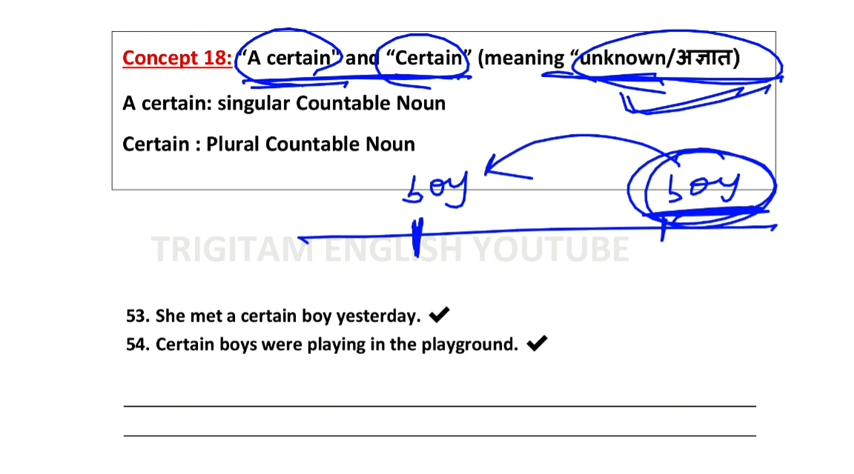 Concept 18: "A certain" and "Certain" (meaning "unknown/अज्ञात)
A certain: singular Countable Noun
Certain : Plural Countable Noun
boy boy
TRIGITAM ENGLISH YOUTUBE
53. She met a certain boy yesterday. ✔
54. Certain boys were playing in the playground. ✔